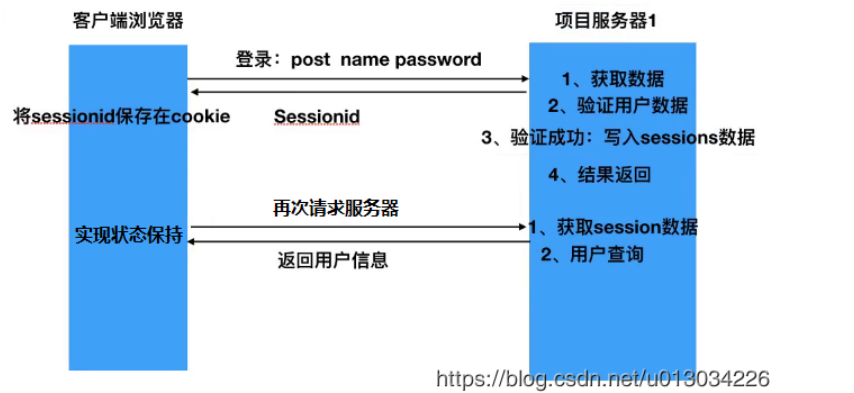 客户端浏览器
项目服务器1
登录：post name password
1、获取数据
2、验证用户数据
将sessionid保存在cookie
Sessionid
3、验证成功：写入sessions数据
4、结果返回
再次请求服务器
实现状态保持
1、获取session数据
2、用户查询
返回用户信息
https://blog.csdn.net/u013034226